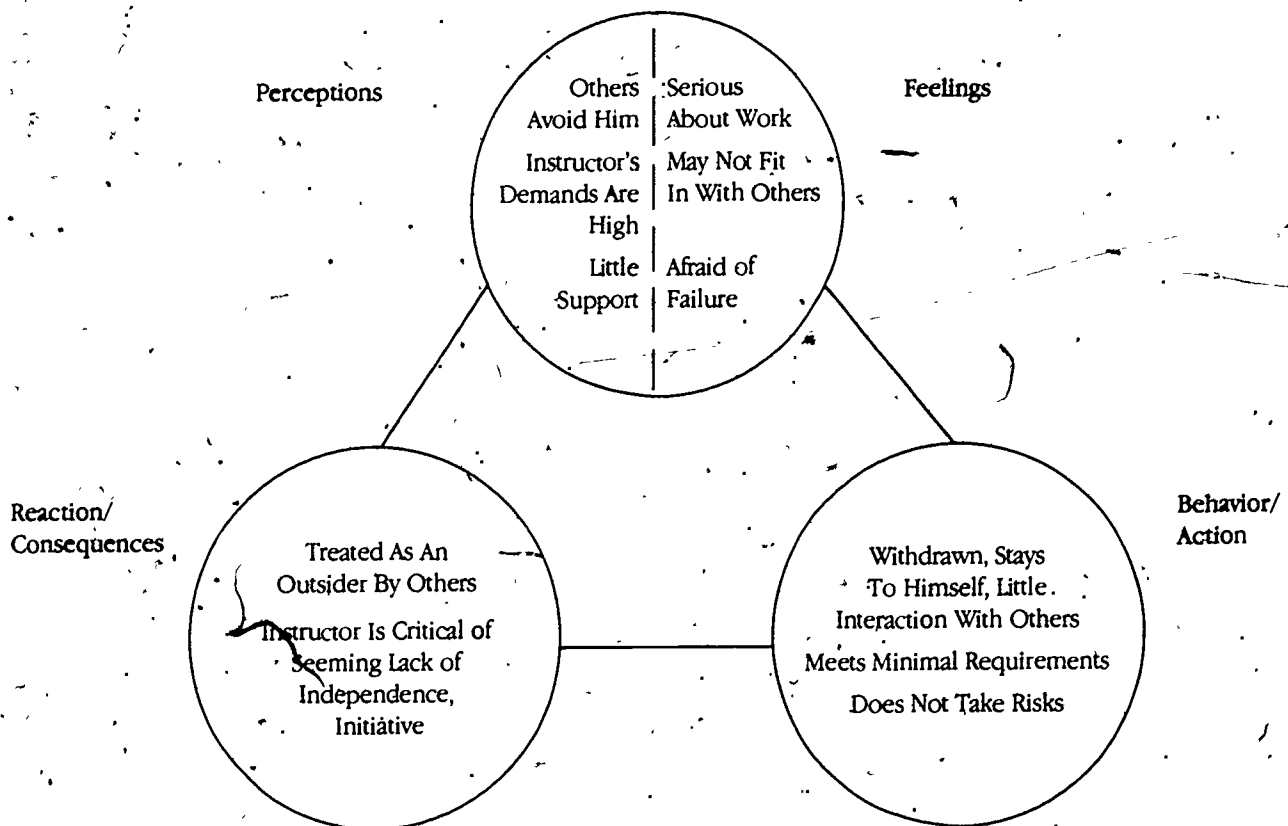 Perceptions
Feelings
Others
Avoid Him
Instructor's
Demands Are
High
Little
Support
Serious
About Work
May Not Fit
In With Others
Afraid of
Failure
Reaction/
Consequences
Treated As An
Outsider By Others
Instructor Is Critical of
Seeming Lack of
Independence,
Initiative
Withdrawn, Stays
To Himself, Little
Interaction With Others
Meets Minimal Requirements
Does Not Take Risks
Behavior/
Action